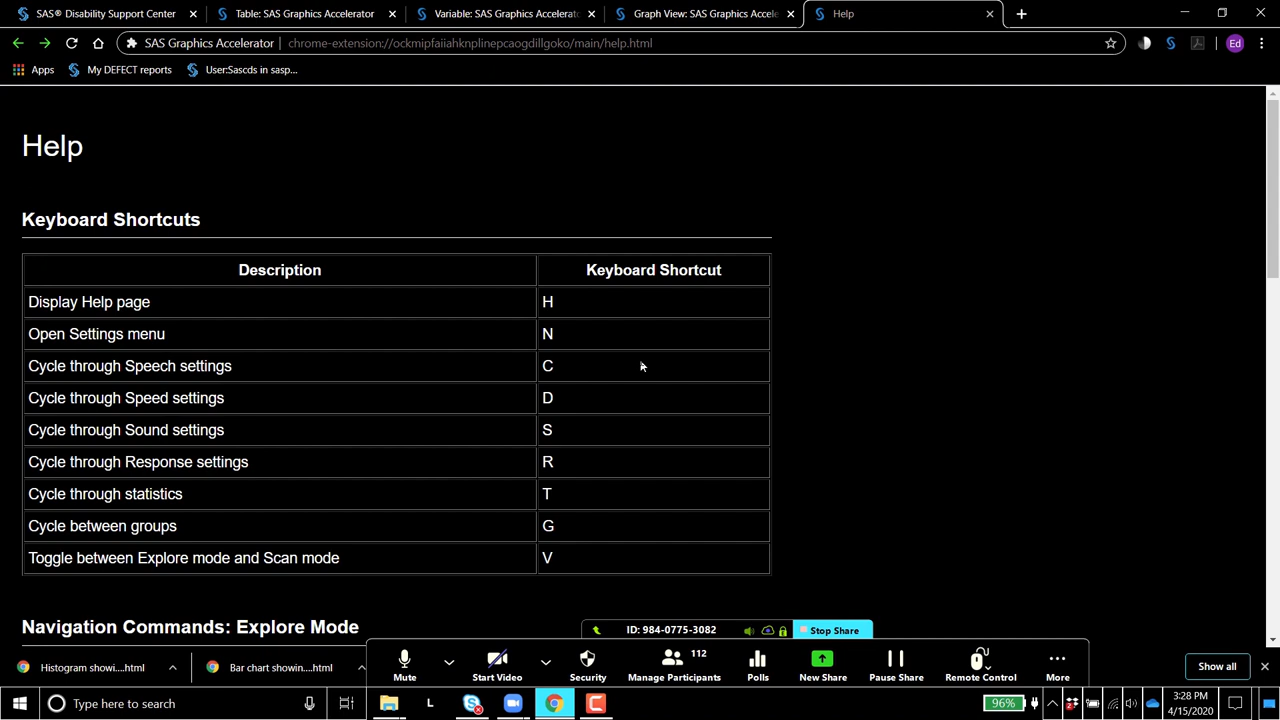 SAS® Disability Support Center
Table: SAS Graphics Accelerator
Variable: SAS Graphics Accelerato
Graph View: SAS Graphics Accele
Help
SAS Graphics Accelerator
chrome-extension://ockmipfaiiahknplinepcaogdillgoko/main/help.html
Ed
Apps
My DEFECT reports
User:Sascds in sasp...
Help
Keyboard Shortcuts
Description Keyboard Shortcut
Display Help page H
Open Settings menu N
Cycle through Speech settings C
Cycle through Speed settings D
Cycle through Sound settings S
Cycle through Response settings R
Cycle through statistics T
Cycle between groups G
Toggle between Explore mode and Scan mode V
Navigation Commands: Explore Mode
ID: 984-0775-3082
Stop Share
Histogram showi....html
Bar chart showin....html
Mute
Start Video
Security
Manage Participants
112
Polls
New Share
Pause Share
Remote Control
More
Show all
Type here to search
L
96%
3:28 PM
4/15/2020